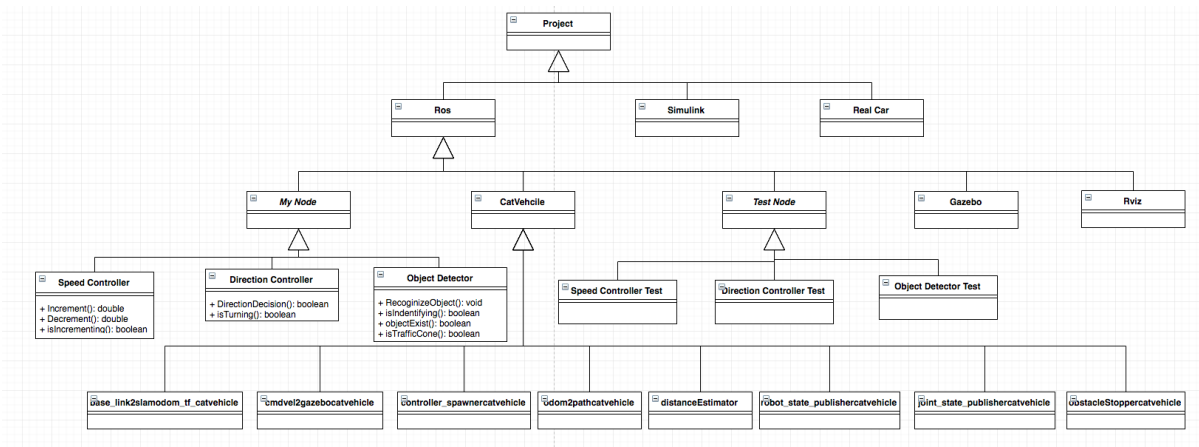 Project
Ros
Simulink
Real Car
My Node
CatVehcile
Test Node
Gazebo
Rviz
Speed Controller
+ Increment(): double
+ Decrement(): double
+ isIncrementing(): boolean
Direction Controller
+ DirectionDecision(): boolean
+ isTurning(): boolean
Object Detector
+ RecoginizeObject(): void
+ isIndentifying(): boolean
+ objectExist(): boolean
+ isTrafficCone(): boolean
Speed Controller Test
Direction Controller Test
Object Detector Test
base_link2slamodom_tf_catvehicle
cmdvel2gazebocatvehicle
controller_spawnercatvehicle
odom2pathcatvehicle
distanceEstimator
robot_state_publishercatvehicle
joint_state_publishercatvehicle
obstacleStoppercatvehicle